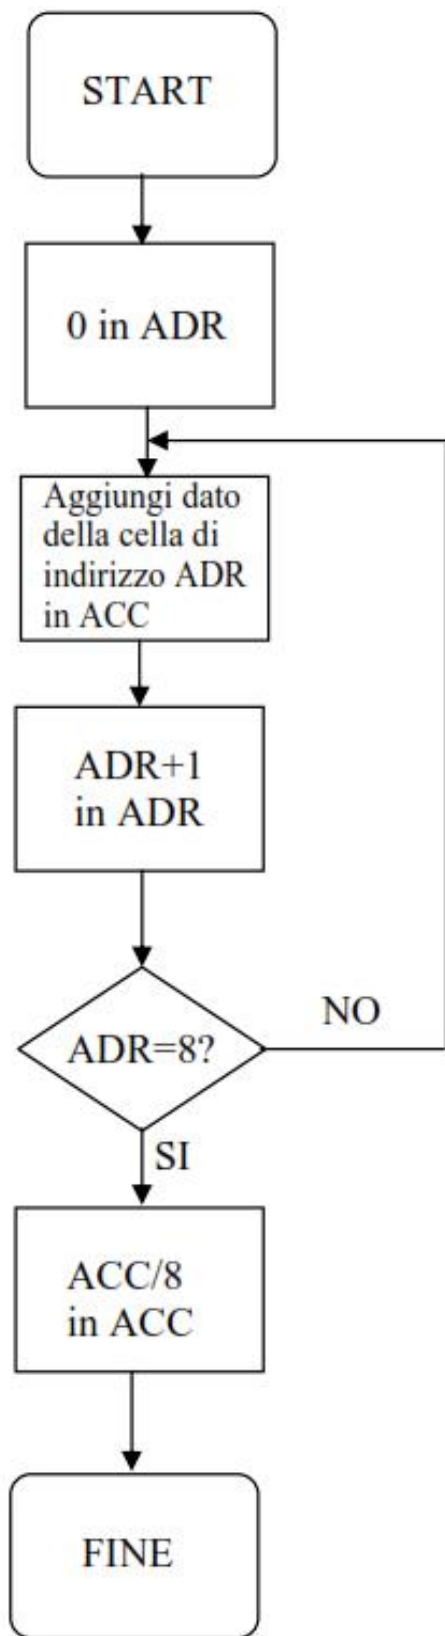 START
0 in ADR
Aggiungi dato
della cella di
indirizzo ADR
in ACC
ADR+1
in ADR
ADR=8?
NO
SI
ACC/8
in ACC
FINE